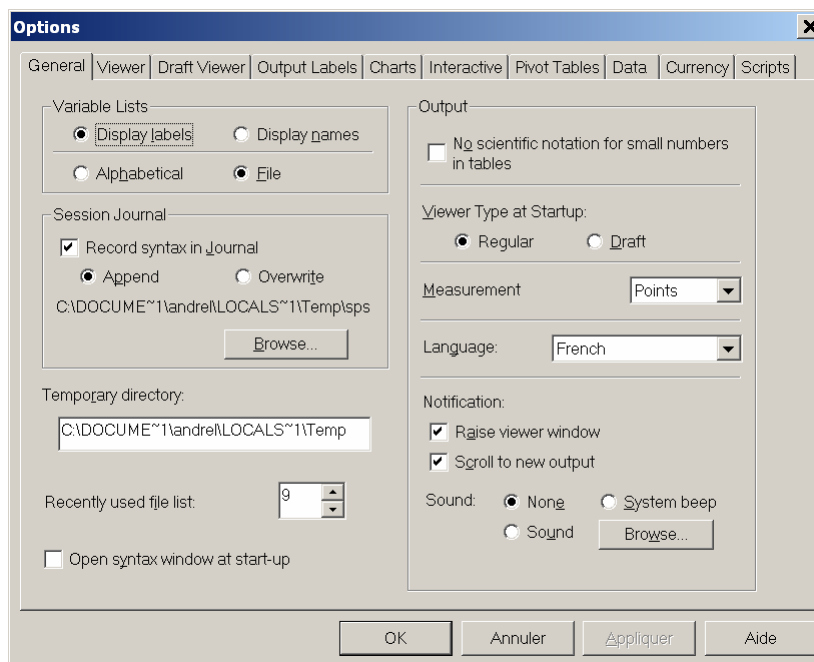 Options
General Viewer Draft Viewer Output Labels Charts Interactive Pivot Tables Data Currency Scripts
Variable Lists
Display labels Display names
Alphabetical File
Session Journal
Record syntax in Journal
Append Overwrite
C:\DOCUME~1\andrel\LOCALS~1\Temp\sps
Browse...
Temporary directory:
C:\DOCUME~1\andrel\LOCALS~1\Temp
Recently used file list: 9
Open syntax window at start-up
Output
No scientific notation for small numbers
in tables
Viewer Type at Startup:
Regular Draft
Measurement Points
Language: French
Notification:
Raise viewer window
Scroll to new output
Sound: None System beep
Sound Browse...
OK Annuler Appliquer Aide